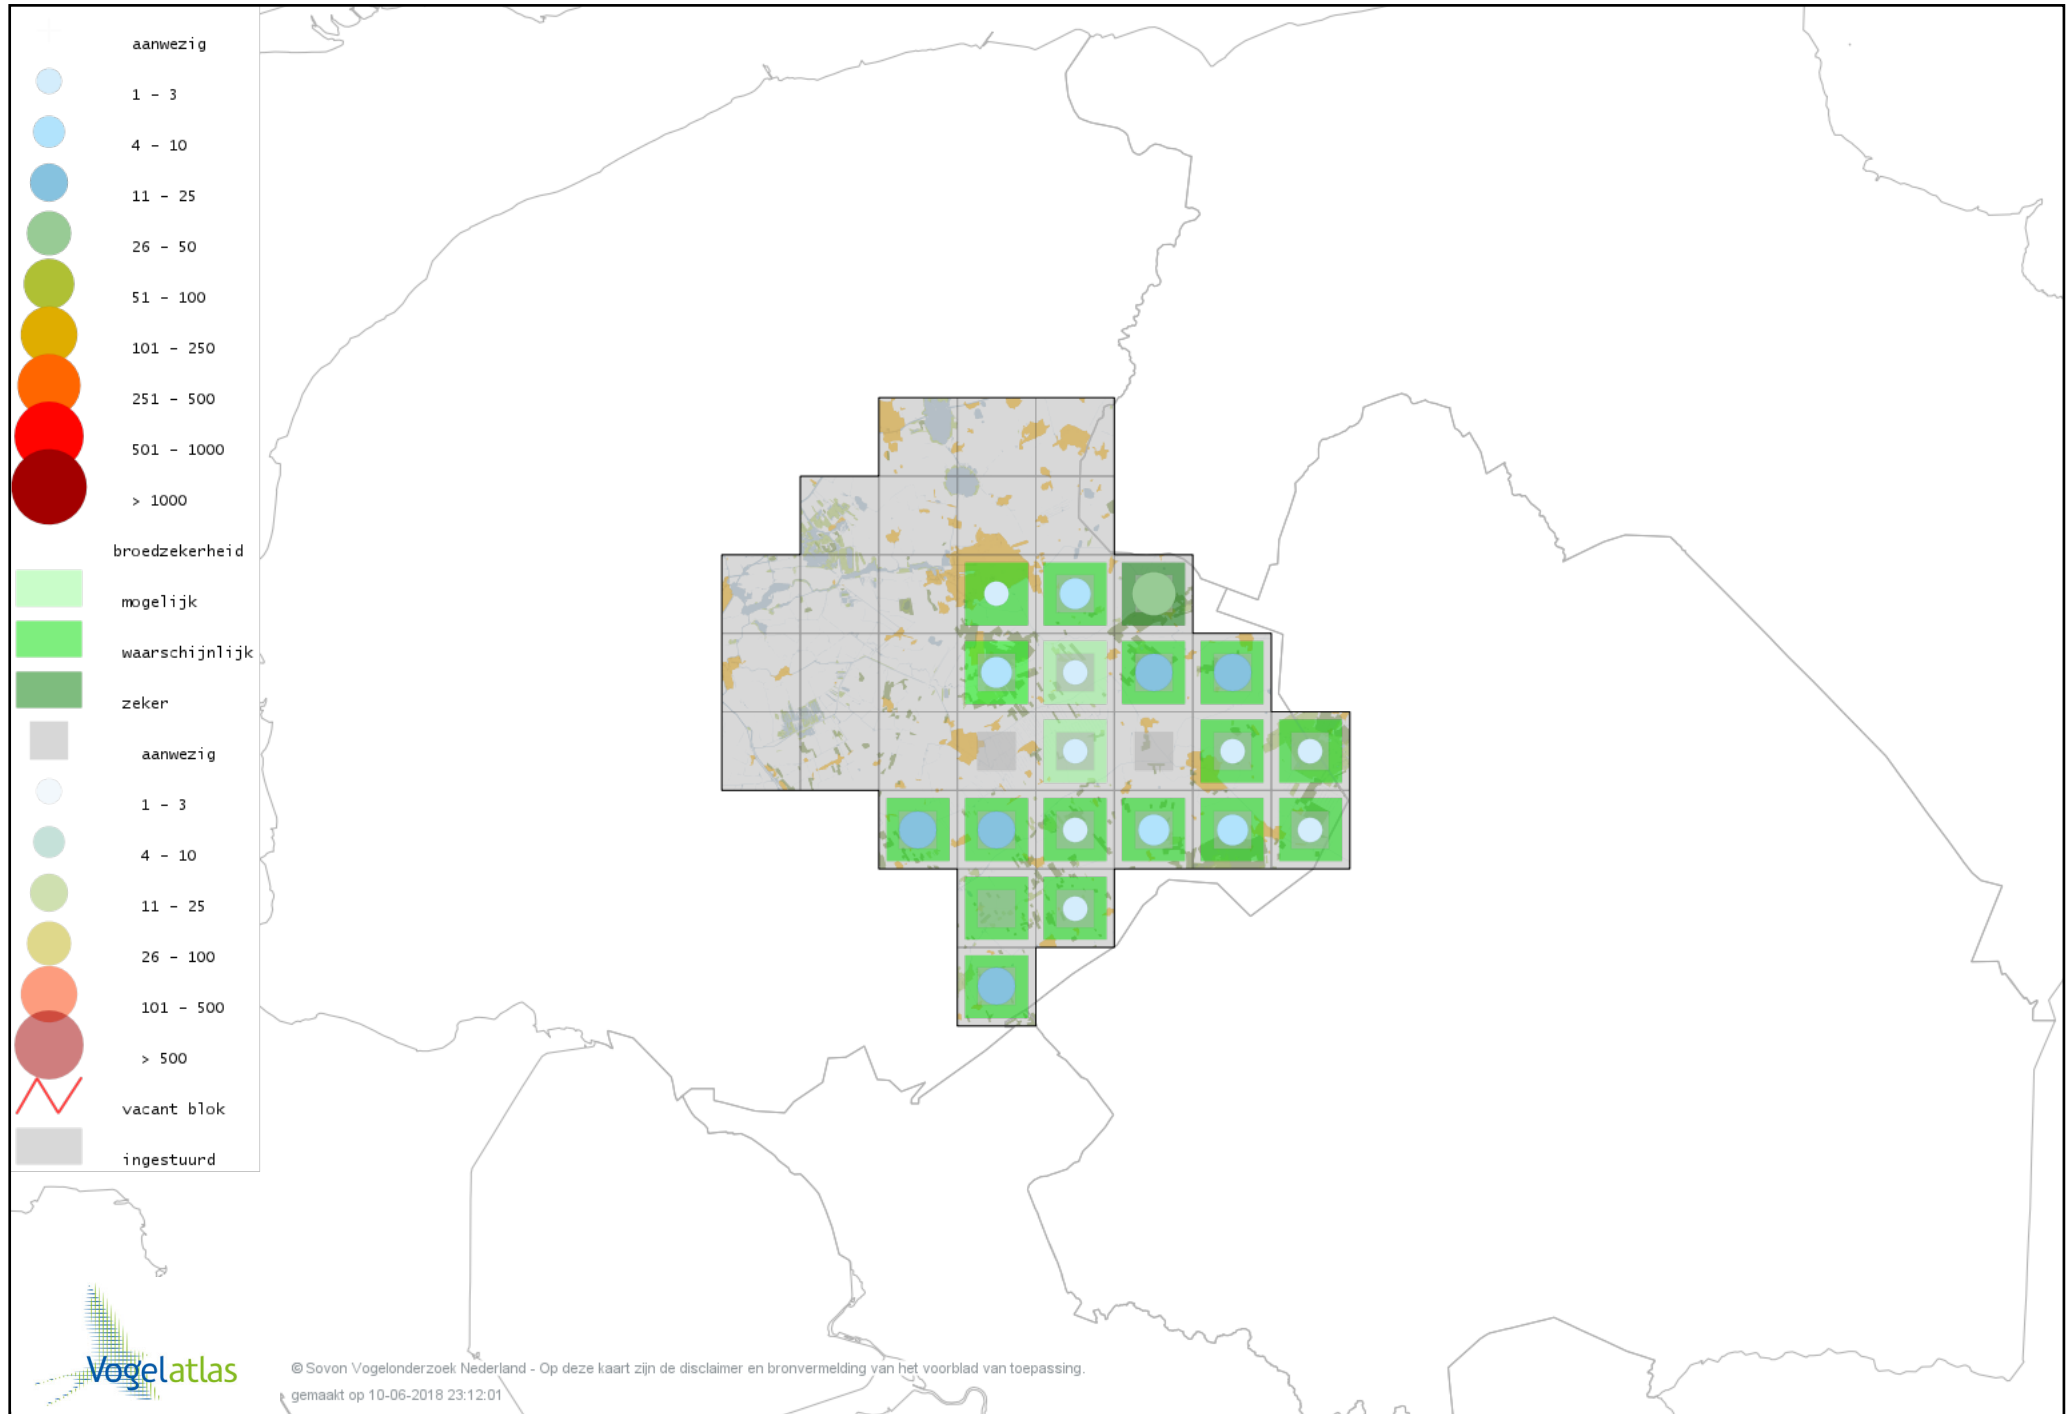 aanwezig
1 - 3
4 - 10
11 - 25
26 - 50
51 - 100
101 - 250
251 - 500
501 - 1000
> 1000
broedzekerheid
mogelijk
waarschijnlijk
zeker
aanwezig
1 - 3
4 - 10
11 - 25
26 - 100
101 - 500
> 500
vacant blok
ingestuurd
Vogelatlas
© Sovon Vogelonderzoek Nederland - Op deze kaart zijn de disclaimer en bronvermelding van het voorblad van toepassing.
gemaakt op 10-06-2018 23:12:01